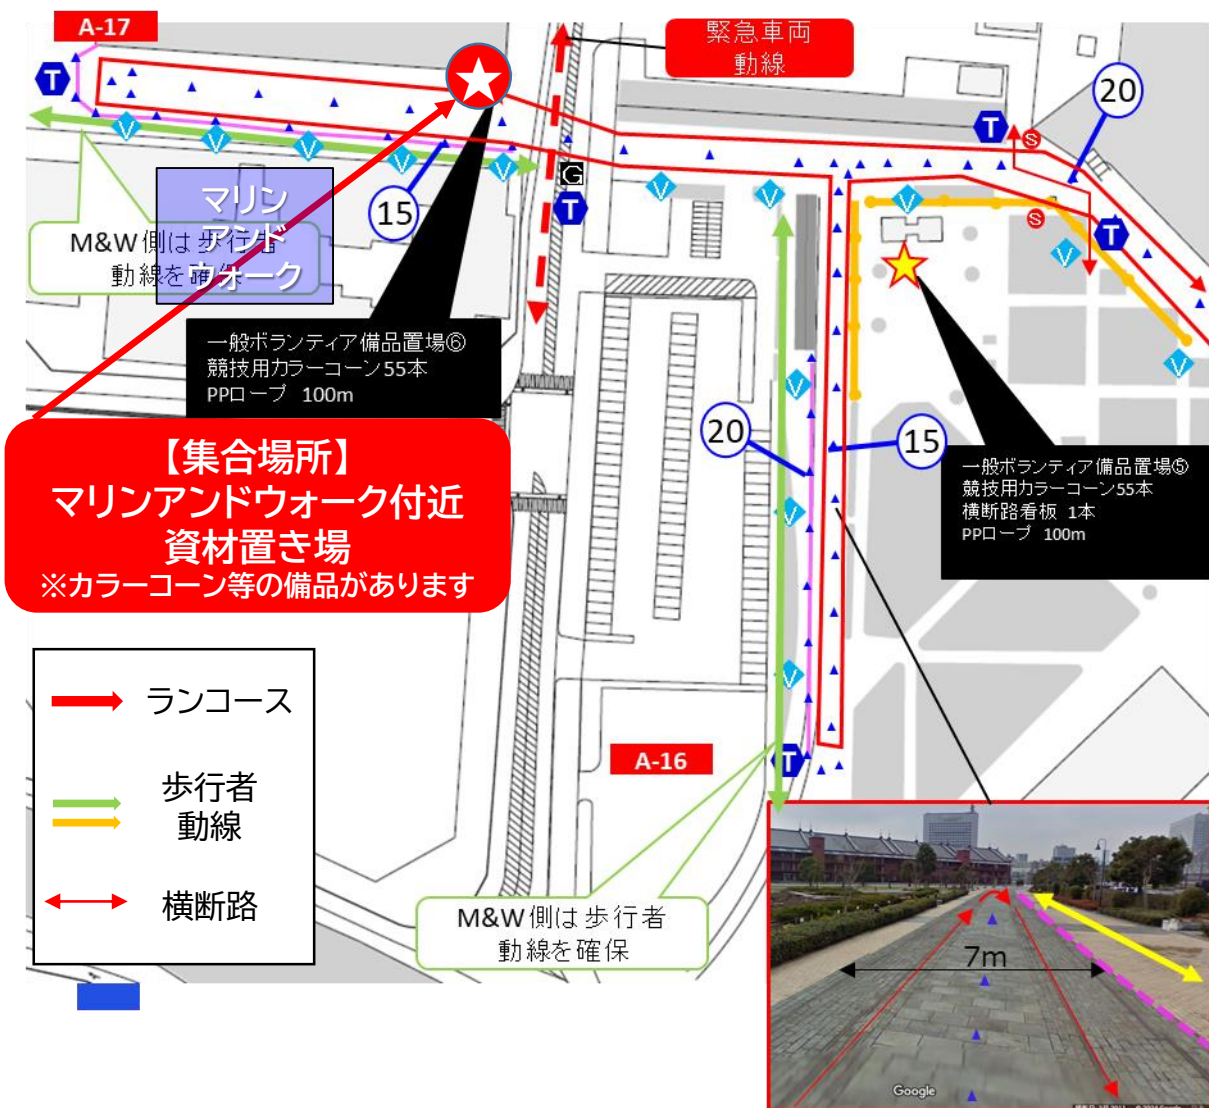 A-17
緊急車両
動線
20
T
T
S
V
V
V
V
V
V
G
T
15
マリン
アンド
ウォーク
M&W側は歩行者
動線を確保
V
V
V
S
T
V
V
一般ボランティア備品置場⑥
競技用カラーコーン55本
PPロープ 100m
V
20
15
【集合場所】
マリンアンドウォーク付近
資材置き場
※カラーコーン等の備品があります
一般ボランティア備品置場⑤
競技用カラーコーン55本
横断路看板 1本
PPロープ 100m
V
V
ランコース
歩行者
動線
横断路
A-16
T
M&W側は歩行者
動線を確保
7m
Google